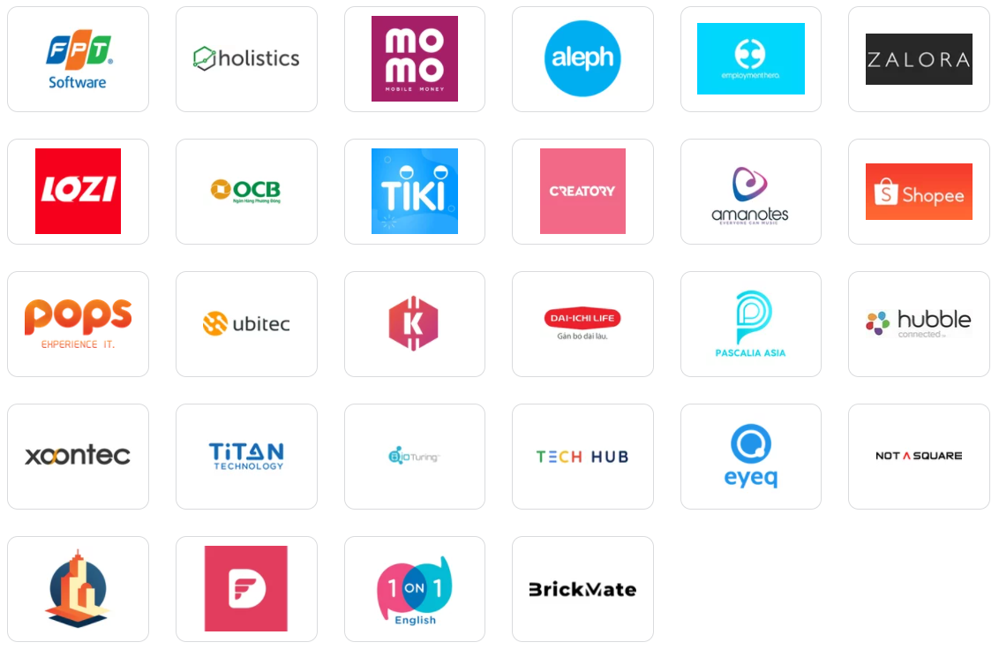 FPT
Software
holistics
mo
mo
MOBILE MONEY
aleph
employmenthero
ZALORA
LOZI
OCB
Ngân Hàng Phương Đông
TiKi
CREATORY
amanotes
EVERYONE CAN MUSIC
S
Shopee
POPS
EXPERIENCE IT.
ubitec
K
DAI-ICHI LIFE
Gắn bó dài lâu.
PASCALIA ASIA
hubble
connected
xoontec
TiTAN
TECHNOLOGY
BioTuring
TECH HUB
eyeq
NOT A SQUARE
1 ON 1
English
BrickMate